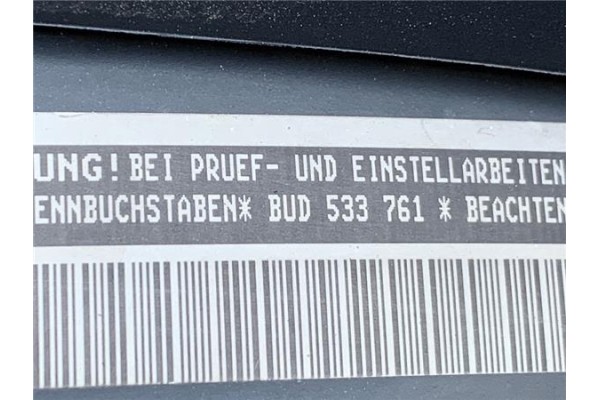 UNG! BEI PRUEF- UND EINSTELLARBEITEN
ENNBUCHSTABEN* BUD 533 761 * BEACHTEN